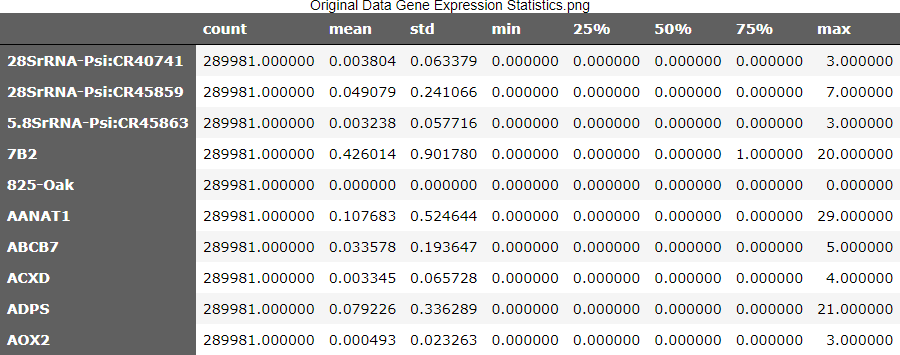 Original Data Gene Expression Statistics.png
count mean std min 25% 50% 75% max
28SrRNA-Psi:CR40741 289981.000000 0.003804 0.063379 0.000000 0.000000 0.000000 0.000000 3.000000
28SrRNA-Psi:CR45859 289981.000000 0.049079 0.241066 0.000000 0.000000 0.000000 0.000000 7.000000
5.8SrRNA-Psi:CR45863 289981.000000 0.003238 0.057716 0.000000 0.000000 0.000000 0.000000 3.000000
7B2 289981.000000 0.426014 0.901780 0.000000 0.000000 0.000000 1.000000 20.000000
825-Oak 289981.000000 0.000000 0.000000 0.000000 0.000000 0.000000 0.000000 0.000000
AANAT1 289981.000000 0.107683 0.524644 0.000000 0.000000 0.000000 0.000000 29.000000
ABCB7 289981.000000 0.033578 0.193647 0.000000 0.000000 0.000000 0.000000 5.000000
ACXD 289981.000000 0.003345 0.065728 0.000000 0.000000 0.000000 0.000000 4.000000
ADPS 289981.000000 0.079226 0.336289 0.000000 0.000000 0.000000 0.000000 21.000000
AOX2 289981.000000 0.000493 0.023263 0.000000 0.000000 0.000000 0.000000 3.000000